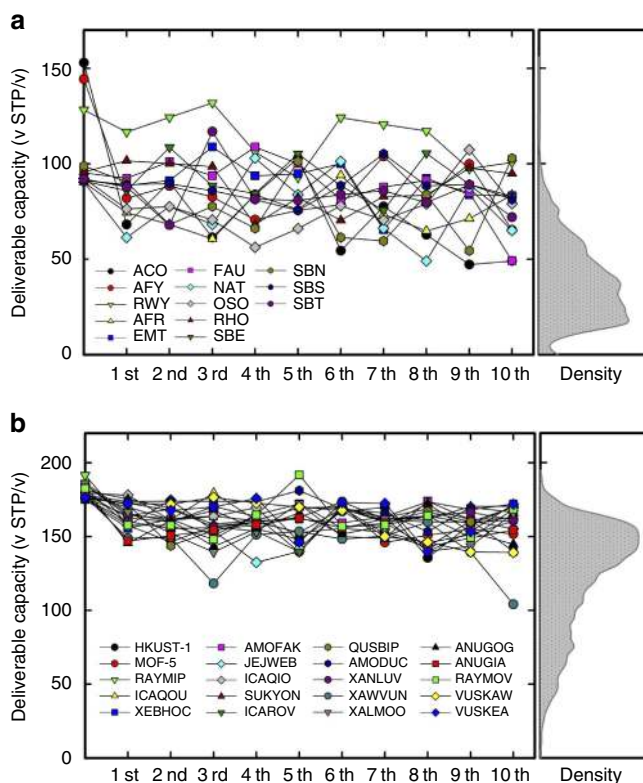 a
Deliverable capacity (v STP/v)
150
100
50
0
ACO FAU SBN
AFY NAT SBS
RWY OSO SBT
AFR RHO
EMT SBE
1 st 2 nd 3 rd 4 th 5 th 6 th 7 th 8 th 9 th 10 th Density
b
Deliverable capacity (v STP/v)
200
150
100
50
0
HKUST-1 AMOFAK QUSBIP ANUGOG
MOF-5 JEJWEB AMODUC ANUGIA
RAYMIP ICAQIO XANLUV RAYMOV
ICAQOU SUKYON XAWVUN VUSKAW
XEBHOC ICAROV XALMOO VUSKEA
1 st 2 nd 3 rd 4 th 5 th 6 th 7 th 8 th 9 th 10 th Density